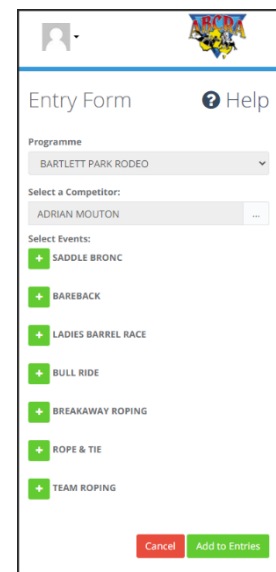 ABCRA
Entry Form
? Help
Programme
BARTLETT PARK RODEO
Select a Competitor:
ADRIAN MOUTON
...
Select Events:
+ SADDLE BRONC
+ BAREBACK
+ LADIES BARREL RACE
+ BULL RIDE
+ BREAKAWAY ROPING
+ ROPE & TIE
+ TEAM ROPING
Cancel Add to Entries